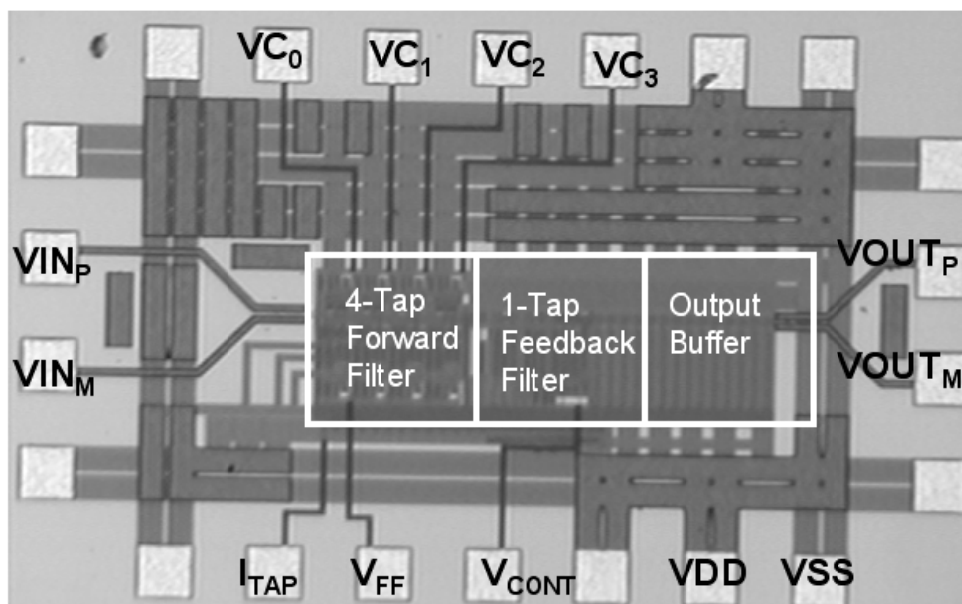 VC0 VC1 VC2 VC3
VINP
VOUTP
4-Tap
Forward
Filter
1-Tap
Feedback
Filter
Output
Buffer
VINM
VOUTM
ITAP VFF VCONT VDD VSS